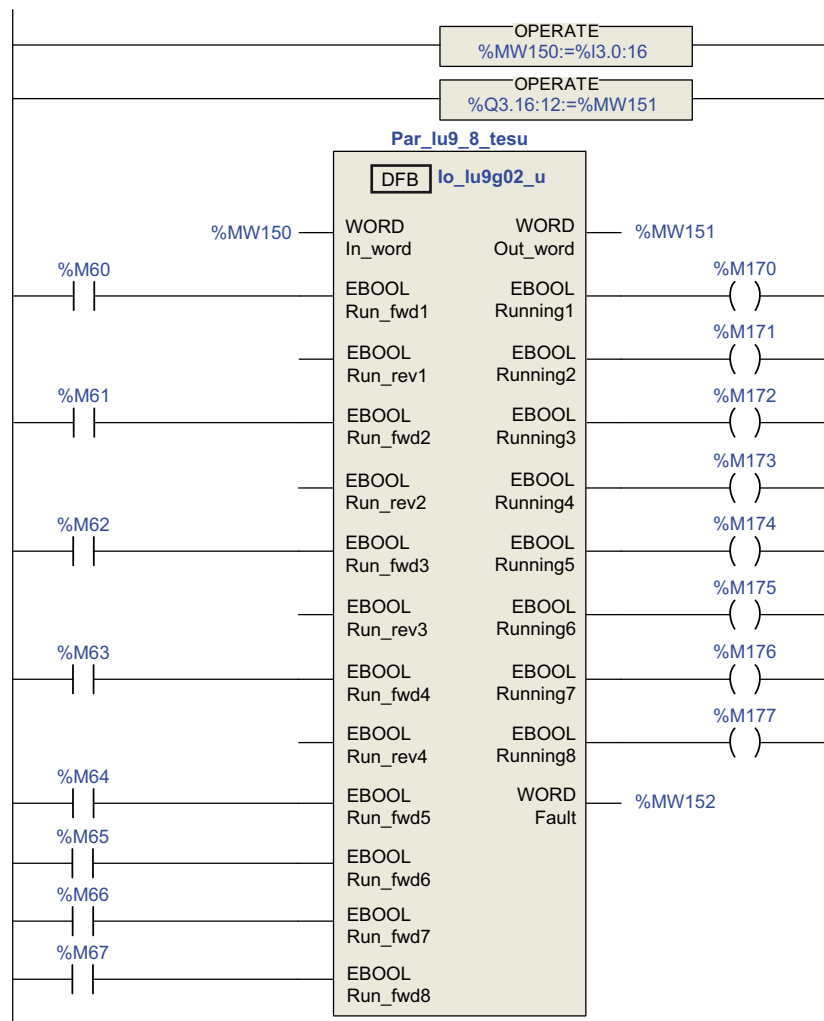 OPERATE
%MW150:=%I3.0:16
OPERATE
%Q3.16:12:=%MW151
Par_lu9_8_tesu
DFB Io_lu9g02_u
%MW150 WORD WORD %MW151
In_word Out_word
%M60 %M170
EBOOL EBOOL
Run_fwd1 Running1
%M171
EBOOL EBOOL
Run_rev1 Running2
%M61 %M172
EBOOL EBOOL
Run_fwd2 Running3
%M173
EBOOL EBOOL
Run_rev2 Running4
%M62 %M174
EBOOL EBOOL
Run_fwd3 Running5
%M175
EBOOL EBOOL
Run_rev3 Running6
%M63 %M176
EBOOL EBOOL
Run_fwd4 Running7
%M177
EBOOL EBOOL
Run_rev4 Running8
%M64
EBOOL WORD %MW152
Run_fwd5 Fault
%M65
EBOOL
Run_fwd6
%M66
EBOOL
Run_fwd7
%M67
EBOOL
Run_fwd8